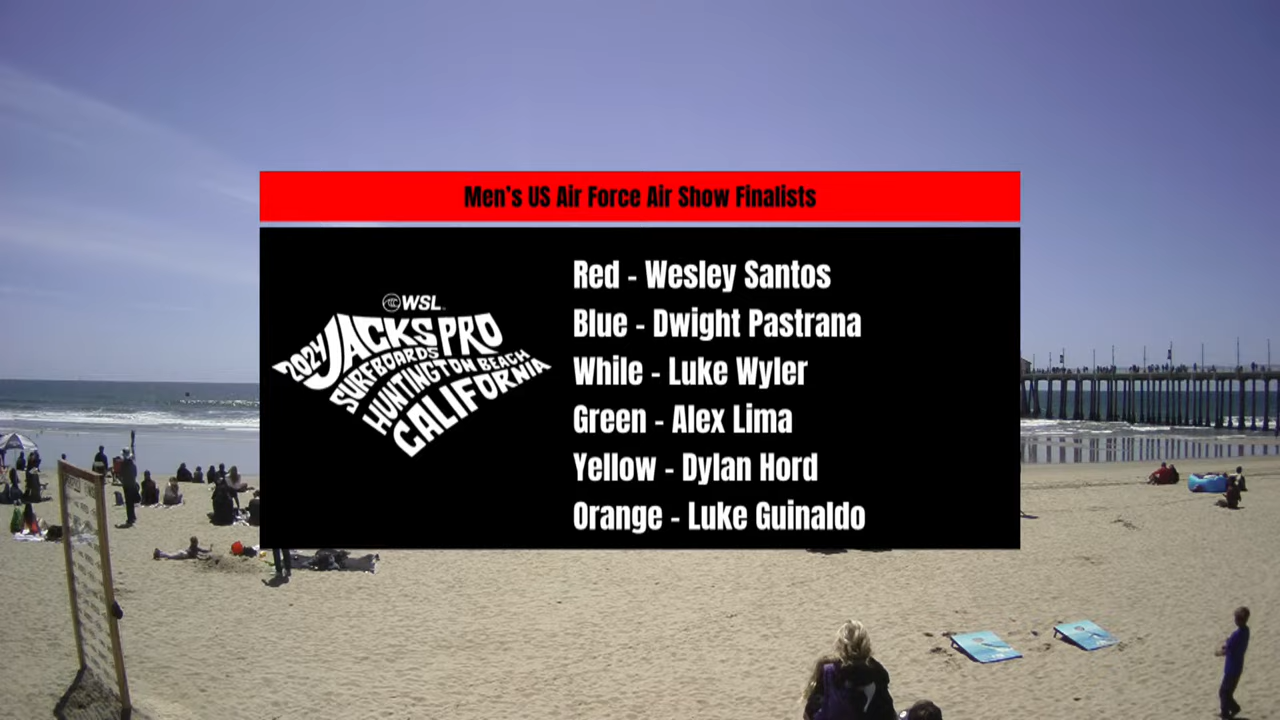 Men's US Air Force Air Show Finalists
WSL
2024 JACKS PRO
SURFBOARDS
HUNTINGTON BEACH
CALIFORNIA
Red - Wesley Santos
Blue - Dwight Pastrana
While - Luke Wyler
Green - Alex Lima
Yellow - Dylan Hord
Orange - Luke Guinaldo